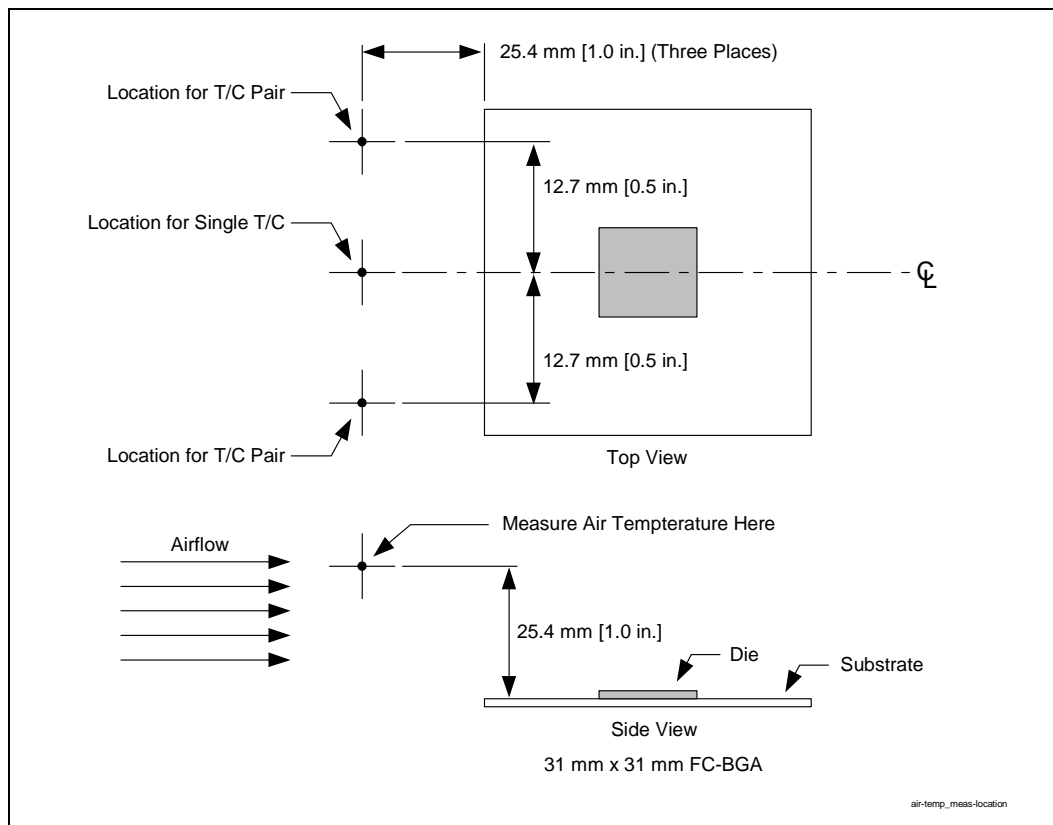 25.4 mm [1.0 in.] (Three Places)
Location for T/C Pair
12.7 mm [0.5 in.]
Location for Single T/C
℄
12.7 mm [0.5 in.]
Location for T/C Pair
Top View
Measure Air Tempterature Here
Airflow
25.4 mm [1.0 in.]
Die
Substrate
Side View
31 mm x 31 mm FC-BGA
air-temp_meas-location